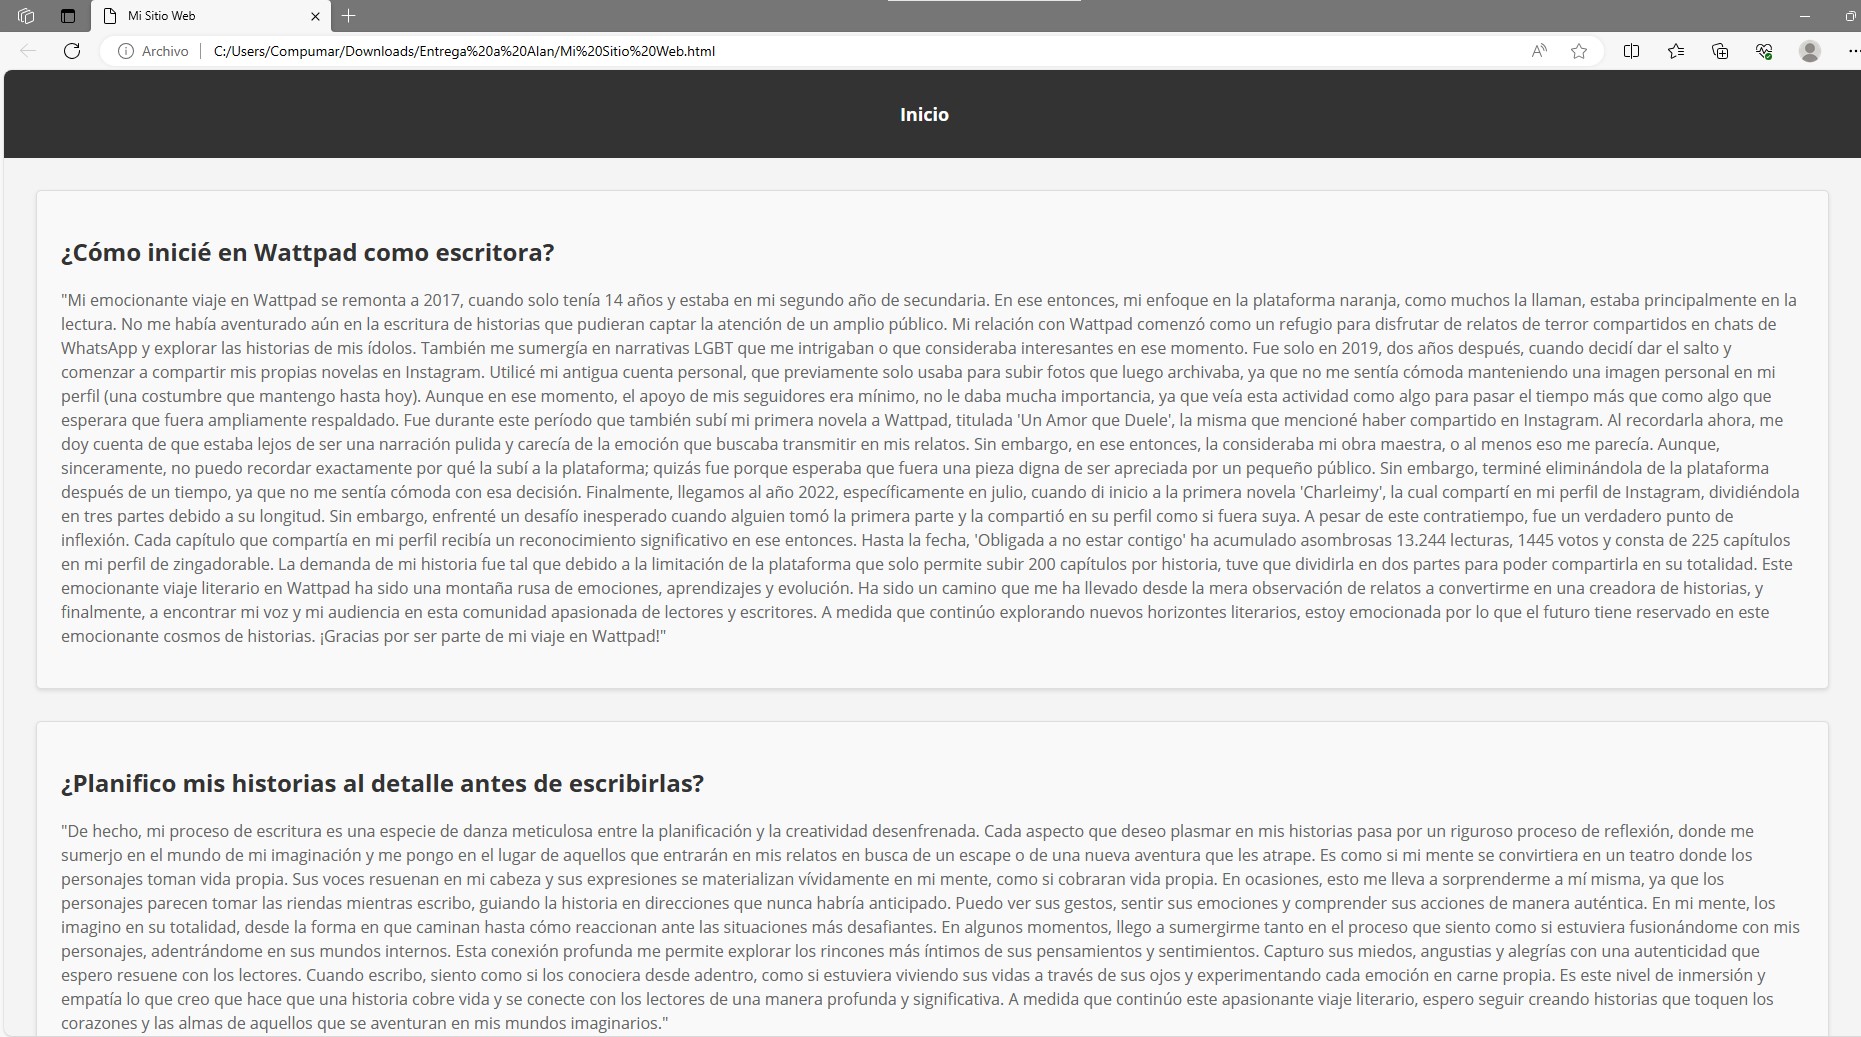 Mi Sitio Web
Archivo
C:/Users/Compumar/Downloads/Entrega%20a%20Alan/Mi%20Sitio%20Web.html
Inicio
¿Cómo inicié en Wattpad como escritora?
"Mi emocionante viaje en Wattpad se remonta a 2017, cuando solo tenía 14 años y estaba en mi segundo año de secundaria. En ese entonces, mi enfoque en la plataforma naranja, como muchos la llaman, estaba principalmente en la
lectura. No me había aventurado aún en la escritura de historias que pudieran captar la atención de un amplio público. Mi relación con Wattpad comenzó como un refugio para disfrutar de relatos de terror compartidos en chats de
WhatsApp y explorar las historias de mis ídolos. También me sumergía en narrativas LGBT que me intrigaban o que consideraba interesantes en ese momento. Fue solo en 2019, dos años después, cuando decidí dar el salto y
comenzar a compartir mis propias novelas en Instagram. Utilicé mi antigua cuenta personal, que previamente solo usaba para subir fotos que luego archivaba, ya que no me sentía cómoda manteniendo una imagen personal en mi
perfil (una costumbre que mantengo hasta hoy). Aunque en ese momento, el apoyo de mis seguidores era mínimo, no le daba mucha importancia, ya que veía esta actividad como algo para pasar el tiempo más que como algo que
esperara que fuera ampliamente respaldado. Fue durante este período que también subí mi primera novela a Wattpad, titulada 'Un Amor que Duele', la misma que mencioné haber compartido en Instagram. Al recordarla ahora, me
doy cuenta de que estaba lejos de ser una narración pulida y carecía de la emoción que buscaba transmitir en mis relatos. Sin embargo, en ese entonces, la consideraba mi obra maestra, o al menos eso me parecía. Aunque,
sinceramente, no puedo recordar exactamente por qué la subí a la plataforma; quizás fue porque esperaba que fuera una pieza digna de ser apreciada por un pequeño público. Sin embargo, terminé eliminándola de la plataforma
después de un tiempo, ya que no me sentía cómoda con esa decisión. Finalmente, llegamos al año 2022, específicamente en julio, cuando di inicio a la primera novela 'Charleimy', la cual compartí en mi perfil de Instagram, dividiéndola
en tres partes debido a su longitud. Sin embargo, enfrenté un desafío inesperado cuando alguien tomó la primera parte y la compartió en su perfil como si fuera suya. A pesar de este contratiempo, fue un verdadero punto de
inflexión. Cada capítulo que compartía en mi perfil recibía un reconocimiento significativo en ese entonces. Hasta la fecha, 'Obligada a no estar contigo' ha acumulado asombrosas 13.244 lecturas, 1445 votos y consta de 225 capítulos
en mi perfil de zingadorable. La demanda de mi historia fue tal que debido a la limitación de la plataforma que solo permite subir 200 capítulos por historia, tuve que dividirla en dos partes para poder compartirla en su totalidad. Este
emocionante viaje literario en Wattpad ha sido una montaña rusa de emociones, aprendizajes y evolución. Ha sido un camino que me ha llevado desde la mera observación de relatos a convertirme en una creadora de historias, y
finalmente, a encontrar mi voz y mi audiencia en esta comunidad apasionada de lectores y escritores. A medida que continúo explorando nuevos horizontes literarios, estoy emocionada por lo que el futuro tiene reservado en este
emocionante cosmos de historias. ¡Gracias por ser parte de mi viaje en Wattpad!"
¿Planifico mis historias al detalle antes de escribirlas?
"De hecho, mi proceso de escritura es una especie de danza meticulosa entre la planificación y la creatividad desenfrenada. Cada aspecto que deseo plasmar en mis historias pasa por un riguroso proceso de reflexión, donde me
sumerjo en el mundo de mi imaginación y me pongo en el lugar de aquellos que entrarán en mis relatos en busca de un escape o de una nueva aventura que les atrape. Es como si mi mente se convirtiera en un teatro donde los
personajes toman vida propia. Sus voces resuenan en mi cabeza y sus expresiones se materializan vívidamente en mi mente, como si cobraran vida propia. En ocasiones, esto me lleva a sorprenderme a mí misma, ya que los
personajes parecen tomar las riendas mientras escribo, guiando la historia en direcciones que nunca habría anticipado. Puedo ver sus gestos, sentir sus emociones y comprender sus acciones de manera auténtica. En mi mente, los
imagino en su totalidad, desde la forma en que caminan hasta cómo reaccionan ante las situaciones más desafiantes. En algunos momentos, llego a sumergirme tanto en el proceso que siento como si estuviera fusionándome con mis
personajes, adentrándome en sus mundos internos. Esta conexión profunda me permite explorar los rincones más íntimos de sus pensamientos y sentimientos. Capturo sus miedos, angustias y alegrías con una autenticidad que
espero resuene con los lectores. Cuando escribo, siento como si los conociera desde adentro, como si estuviera viviendo sus vidas a través de sus ojos y experimentando cada emoción en carne propia. Es este nivel de inmersión y
empatía lo que creo que hace que una historia cobre vida y se conecte con los lectores de una manera profunda y significativa. A medida que continúo este apasionante viaje literario, espero seguir creando historias que toquen los
corazones y las almas de aquellos que se aventuran en mis mundos imaginarios."